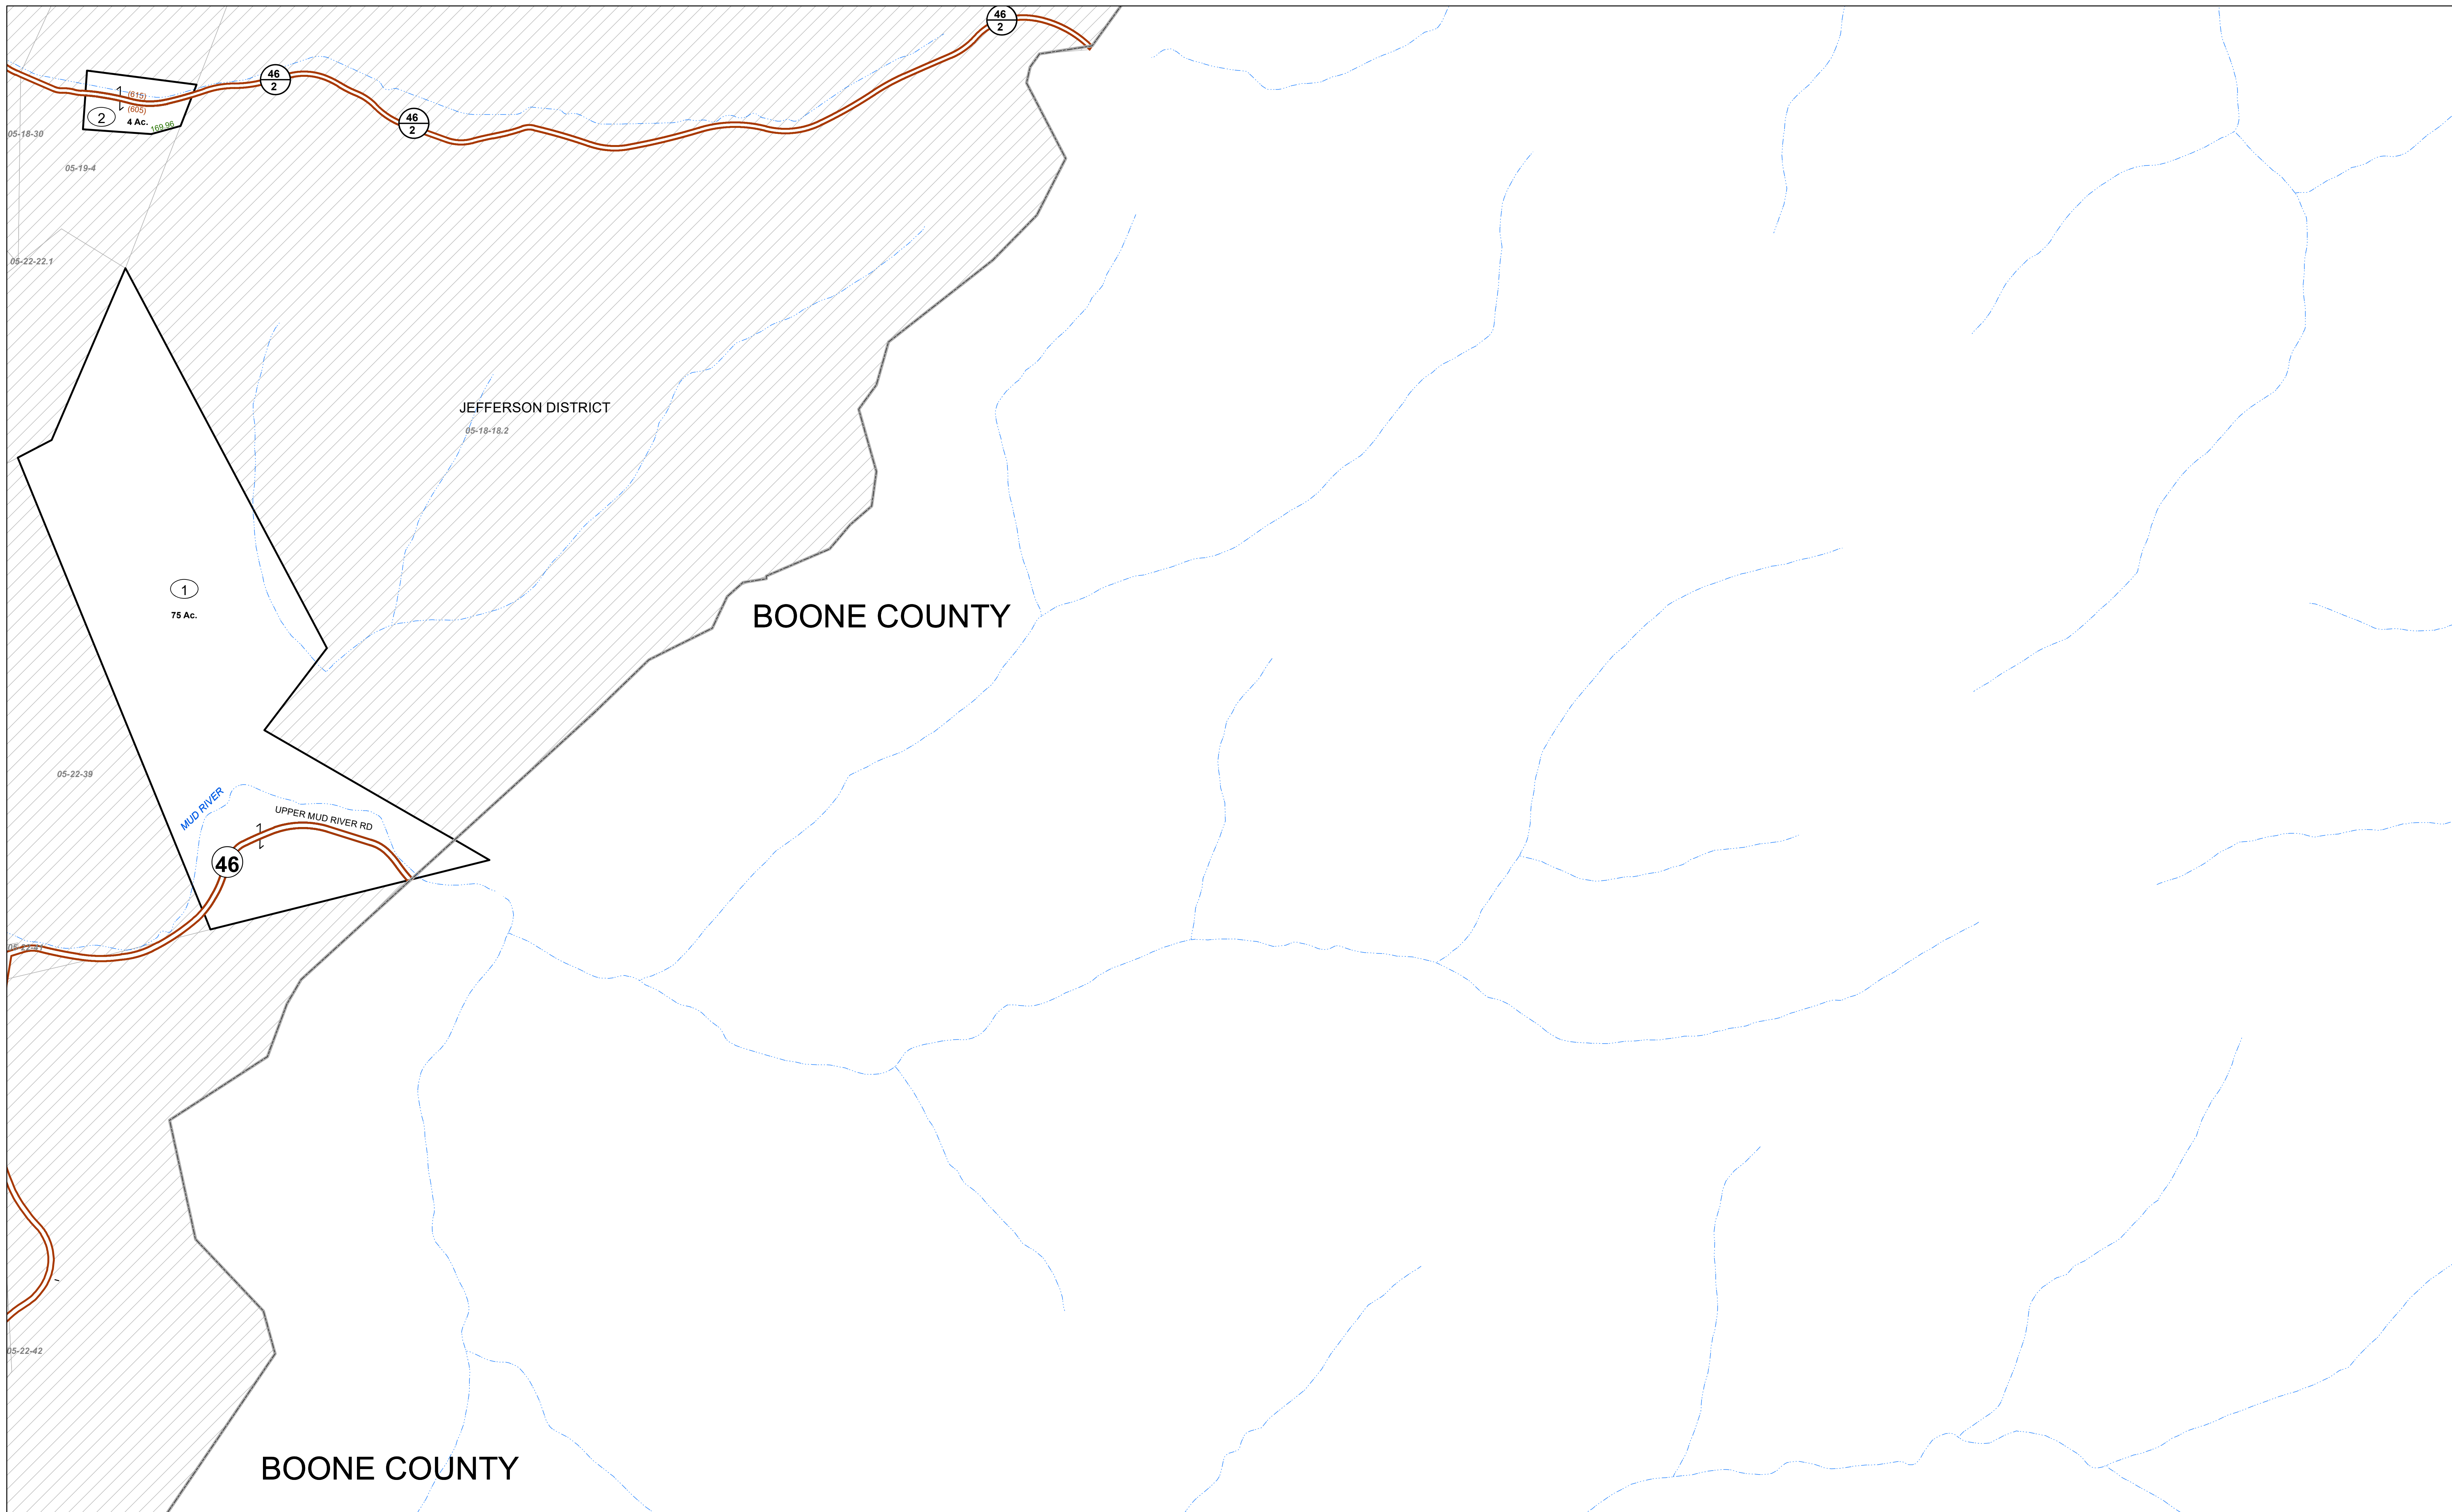 46
2
46
2
(615)
(605)
2
4 Ac.
169.96
46
2
05-18-30
05-19-4
05-22-22.1
JEFFERSON DISTRICT
05-18-18.2
1
75 Ac.
BOONE COUNTY
05-22-39
MUD RIVER
UPPER MUD RIVER RD
46
05-22-42
BOONE COUNTY